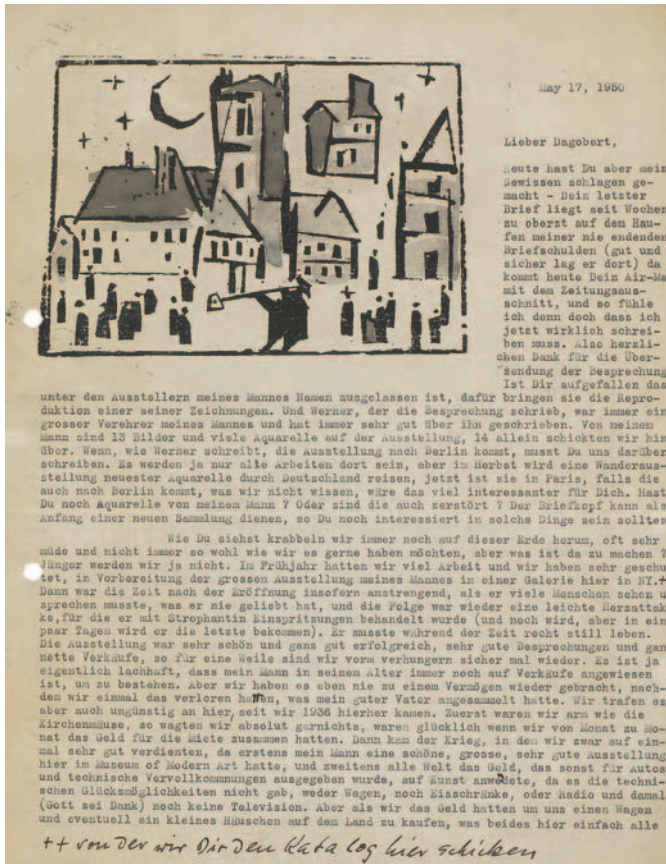 May 17, 1950
Lieber Dagobert,
Heute hast Du aber mein
Gewissen schlagen ge-
macht - Dein letzter
Brief liegt seit Wochen
zu oberst auf dem Hau-
fen meiner nie endenden
Briefschulden (gut und
sicher lag er dort) da
kommt heute Dein Air-Ma
mit dem Zeitungsaus-
schnitt, und so fühle
ich denn doch dass ich
jetzt wirklich schrei-
ben muss. Also herzli-
chen Dank für die Über-
sendung der Besprechung
Ist Dir aufgefallen das
unter den Ausstellern meines Mannes Namen ausgelassen ist, dafür bringen sie die Repro-
duktion einer seiner Zeichnungen. Und Werner, der die Besprechung schrieb, war immer ein
grosser Verehrer meines Mannes und hat immer sehr gut über ihn geschrieben. Von meinem
Mann sind 13 Bilder und viele Aquarelle auf der Ausstellung, 14 allein schickten wir hin
über. Wenn, wie Werner schreibt, die Ausstellung nach Berlin kommt, musst Du uns darüber
schreiben. Es werden ja nur alte Arbeiten dort sein, aber im Herbst wird eine Wanderaus-
stellung neuester Aquarelle durch Deutschland reisen, jetzt ist sie in Paris, falls die
auch nach Berlin kommt, was wir nicht wissen, wäre das viel interessanter für Dich. Hast
Du noch Aquarelle von meinem Mann ? Oder sind die auch zerstört ? Der Briefkopf kann als
Anfang einer neuen Sammlung dienen, so Du noch interessiert in solche Dinge sein sollte
Wie Du siehst krabbeln wir immer noch auf dieser Erde herum, oft sehr
müde und nicht immer so wohl wie wir es gerne haben möchten, aber was ist da zu machen ?
Jünger werden wir ja nicht. Im Frühjahr hatten wir viel Arbeit und wir haben sehr geschu
tet, in Vorbereitung der grossen Ausstellung meines Mannes in einer Galerie hier in NY.++
Dann war die Zeit nach der Eröffnung insofern anstrengend, als er viele Menschen sehen u
sprechen musste, was er nie geliebt hat, und die Folge war wieder eine leichte Herzattak
ke, für die er mit Strophantin Einspritzungen behandelt wurde (und noch wird, aber in ein
paar Tagen wird er die letzte bekommen). Er musste während der Zeit recht still leben.
Die Ausstellung war sehr schön und ganz gut erfolgreich, sehr gute Besprechungen und gan
nette Verkäufe, so für eine Weile sind wir vorm verhungern sicher mal wieder. Es ist ja
eigentlich lachhaft, dass mein Mann in seinem Alter immer noch auf Verkäufe angewiesen
ist, um zu bestehen. Aber wir haben es eben nie zu einem Vermögen wieder gebracht, nach-
dem wir einmal das verloren haben, was mein guter Vater angesammelt hatte. Wir trafen es
aber auch ungünstig an hier, seit wir 1936 hierher kamen. Zuerst waren wir arm wie die
Kirchenmäuse, so wagten wir absolut garnichts, waren glücklich wenn wir von Monat zu Mo-
nat das Geld für die Miete zusammen hatten. Dann kam der Krieg, in dem wir zwar auf ein-
mal sehr gut verdienten, da erstens mein Mann eine schöne, grosse, sehr gute Ausstellung
hier im Museum of Modern Art hatte, und zweitens alle Welt das Geld, das sonst für Autos
und technische Vervollkommnungen ausgegeben wurde, auf Kunst anwandete, da es die techni-
schen Glücksmöglichkeiten nicht gab, weder Wagen, noch Eisschränke, oder Radio und damal
(Gott sei Dank) noch keine Television. Aber als wir das Geld hatten um uns einen Wagen
und eventuell ein kleines Häuschen auf dem Land zu kaufen, was beides hier einfach alle
++ von der wir Dir den Katalog hier schicken